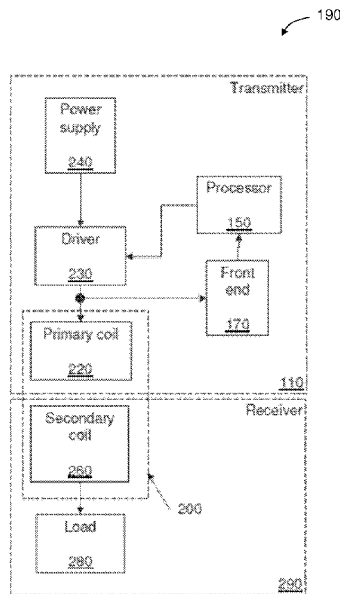 190
Transmitter
Power
supply
240
Processor
150
Driver
230
Front
end
170
Primary coil
220
110
Receiver
Secondary
coil
260
200
Load
280
290